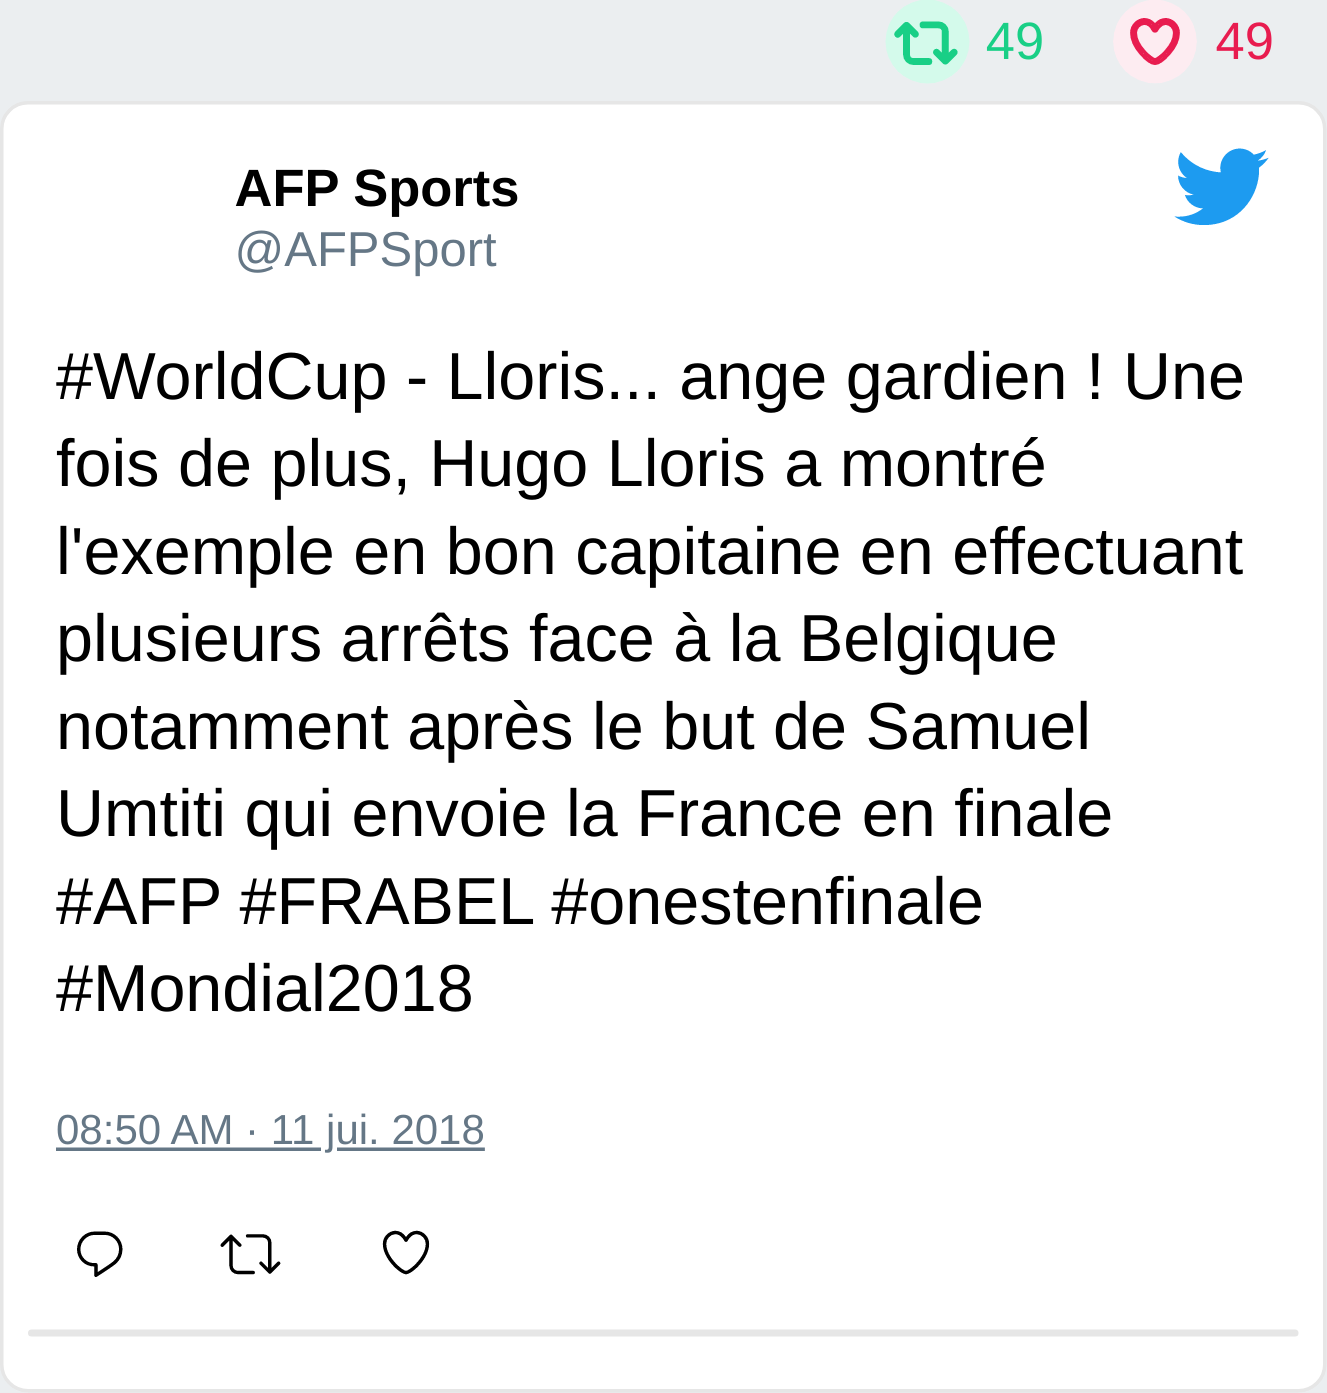 49 49
AFP Sports
@AFPSport
#WorldCup - Lloris... ange gardien ! Une
fois de plus, Hugo Lloris a montré
l'exemple en bon capitaine en effectuant
plusieurs arrêts face à la Belgique
notamment après le but de Samuel
Umtiti qui envoie la France en finale
#AFP #FRABEL #onestenfinale
#Mondial2018
08:50 AM · 11 jui. 2018